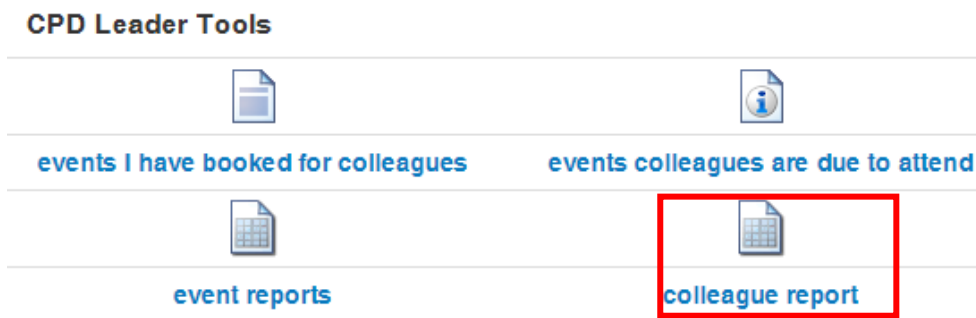 CPD Leader Tools
events I have booked for colleagues
events colleagues are due to attend
event reports
colleague report